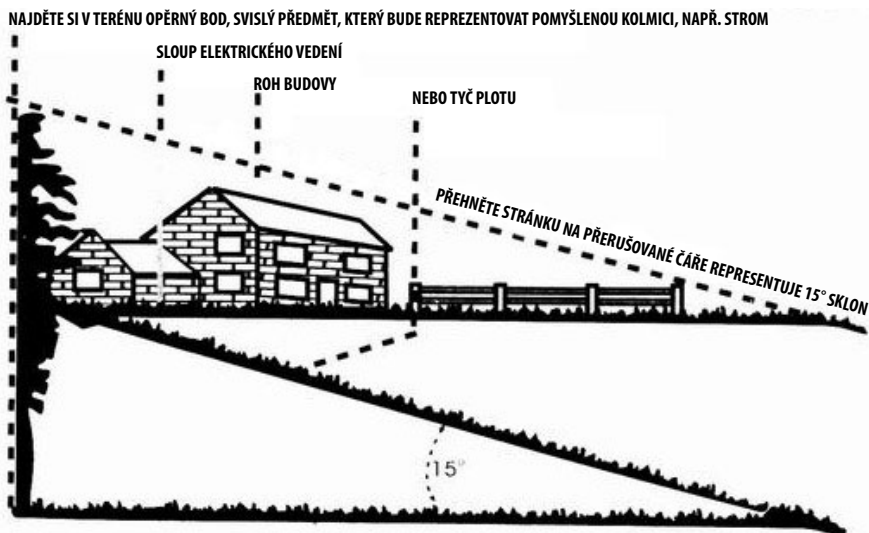 NAJDĚTE SI V TERÉNU OPĚRNÝ BOD, SVISLÝ PŘEDMĚT, KTERÝ BUDE REPREZENTOVAT POMYŠLENOU KOLMICI, NAPŘ. STROM
SLOUP ELEKTRICKÉHO VEDENÍ
ROH BUDOVY
NEBO TYČ PLOTU
PŘEHNĚTE STRÁNKU NA PŘERUŠOVANÉ ČÁŘE REPRESENTUJE 15° SKLON
15°